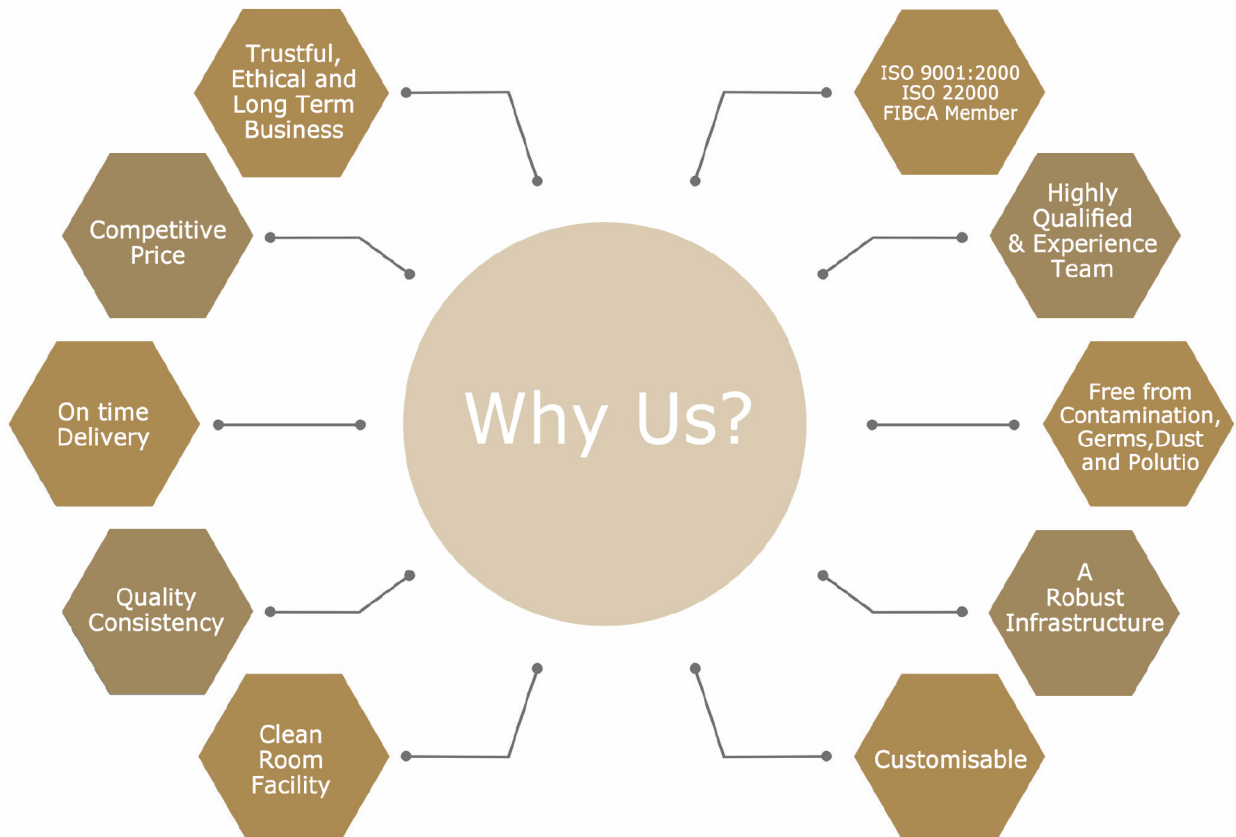 Trustful,
Ethical and
Long Term
Business
ISO 9001:2000
ISO 22000
FIBCA Member
Competitive
Price
Highly
Qualified
& Experience
Team
On time
Delivery
Why Us?
Free from
Contamination,
Germs,Dust
and Polutio
Quality
Consistency
A
Robust
Infrastructure
Clean
Room
Facility
Customisable